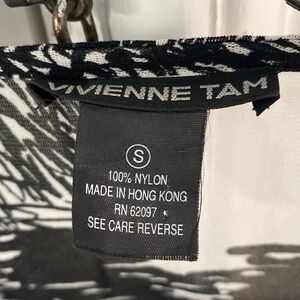 VIVIENNE TAM
S
100% NYLON
MADE IN HONG KONG
RN 62097
SEE CARE REVERSE